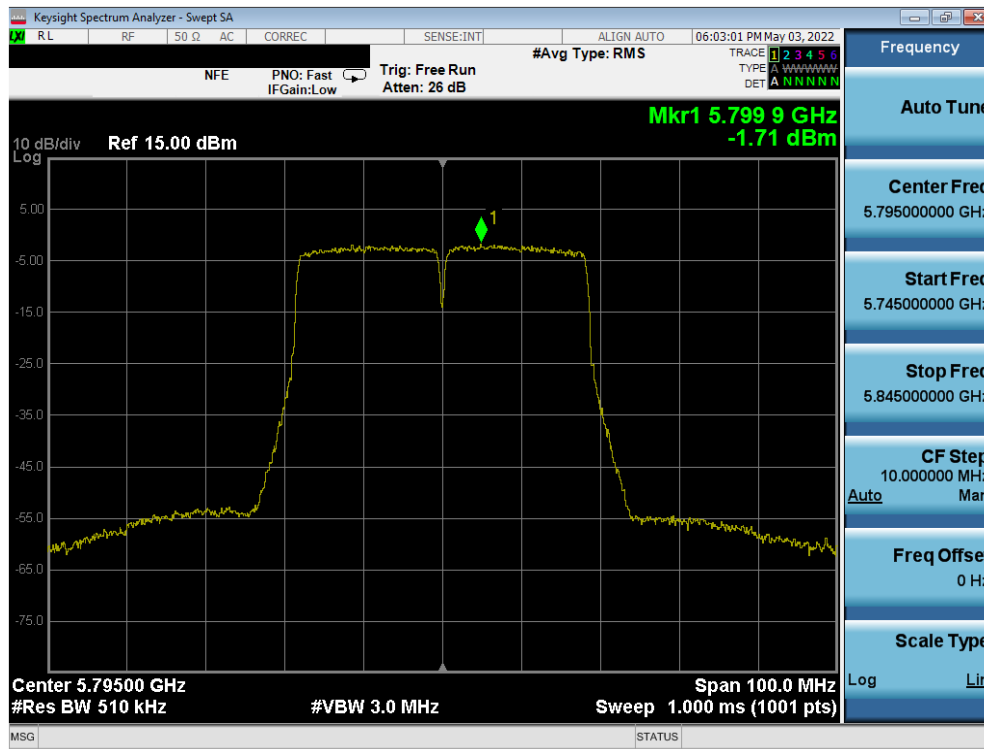 Keysight Spectrum Analyzer - Swept SA
LXI RL RF 50 Ω AC CORREC SENSE:INT ALIGN AUTO 06:03:01 PM May 03, 2022
NFE PNO: Fast Trig: Free Run #Avg Type: RMS TRACE 1 2 3 4 5 6
IFGain:Low Atten: 26 dB TYPE A WWWWW
DET A N N N N N
Mkr1 5.799 9 GHz
-1.71 dBm
10 dB/div Ref 15.00 dBm
Log
1
5.00
-5.00
-15.0
-25.0
-35.0
-45.0
-55.0
-65.0
-75.0
Center 5.79500 GHz Span 100.0 MHz
#Res BW 510 kHz #VBW 3.0 MHz Sweep 1.000 ms (1001 pts)
MSG STATUS
Frequency
Auto Tune
Center Freq
5.795000000 GHz
Start Freq
5.745000000 GHz
Stop Freq
5.845000000 GHz
CF Step
10.000000 MHz
Auto Man
Freq Offset
0 Hz
Scale Type
Log Lin